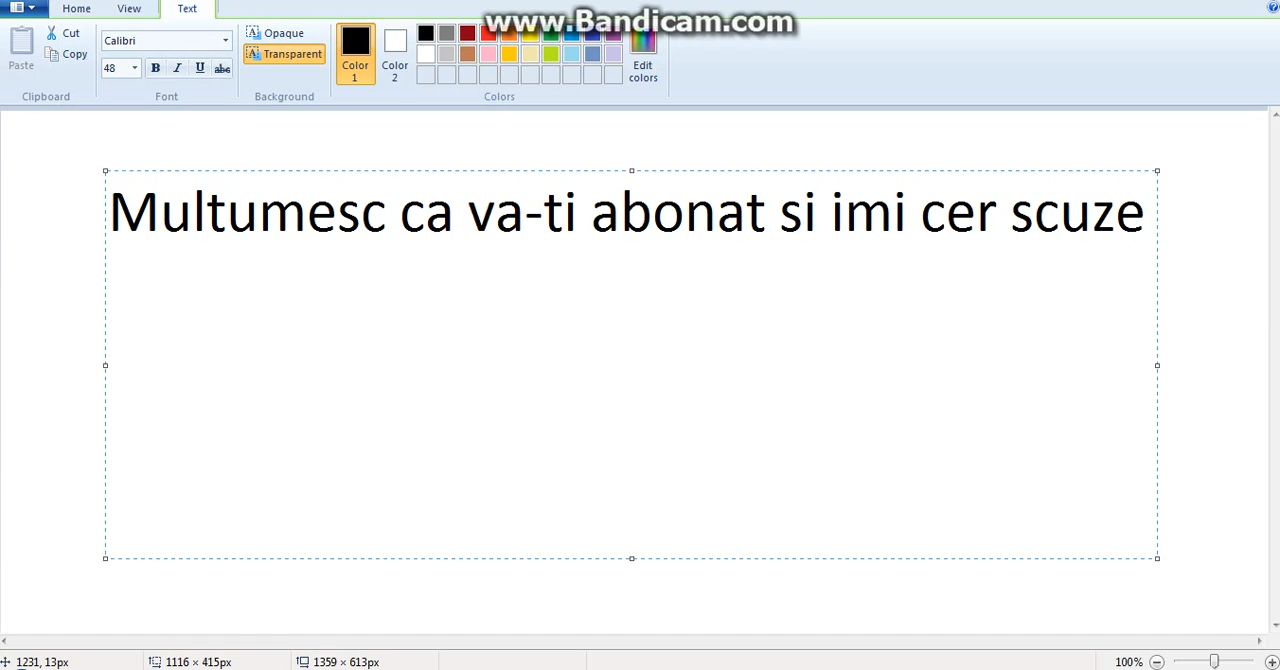 www.Bandicam.com
Home View Text
Paste Cut Copy Clipboard
Calibri
48 B I U abc
Font
Opaque
Transparent
Background
Color 1 Color 2 Edit colors
Colors
Multumesc ca va-ti abonat si imi cer scuze
1231, 13px 1116 × 415px 1359 × 613px 100%